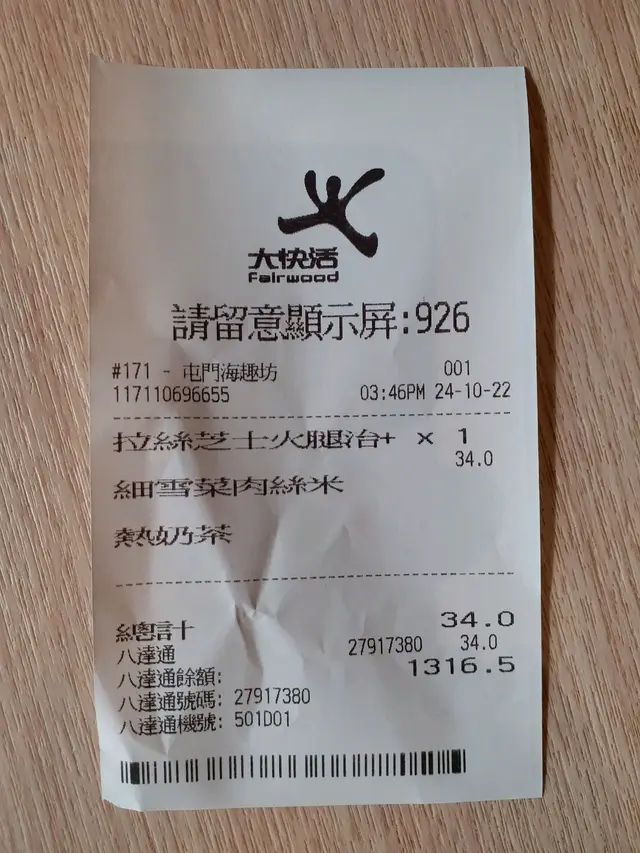 大快活
Fairwood
請留意顯示屏:926
#171 - 屯門海趣坊 001
117110696655 03:46PM 24-10-22
拉絲芝士火腿治+ x 1
34.0
細雪菜肉絲米
熱奶茶
總計 34.0
八達通 27917380 34.0
八達通餘額: 1316.5
八達通號碼: 27917380
八達通機號: 501D01